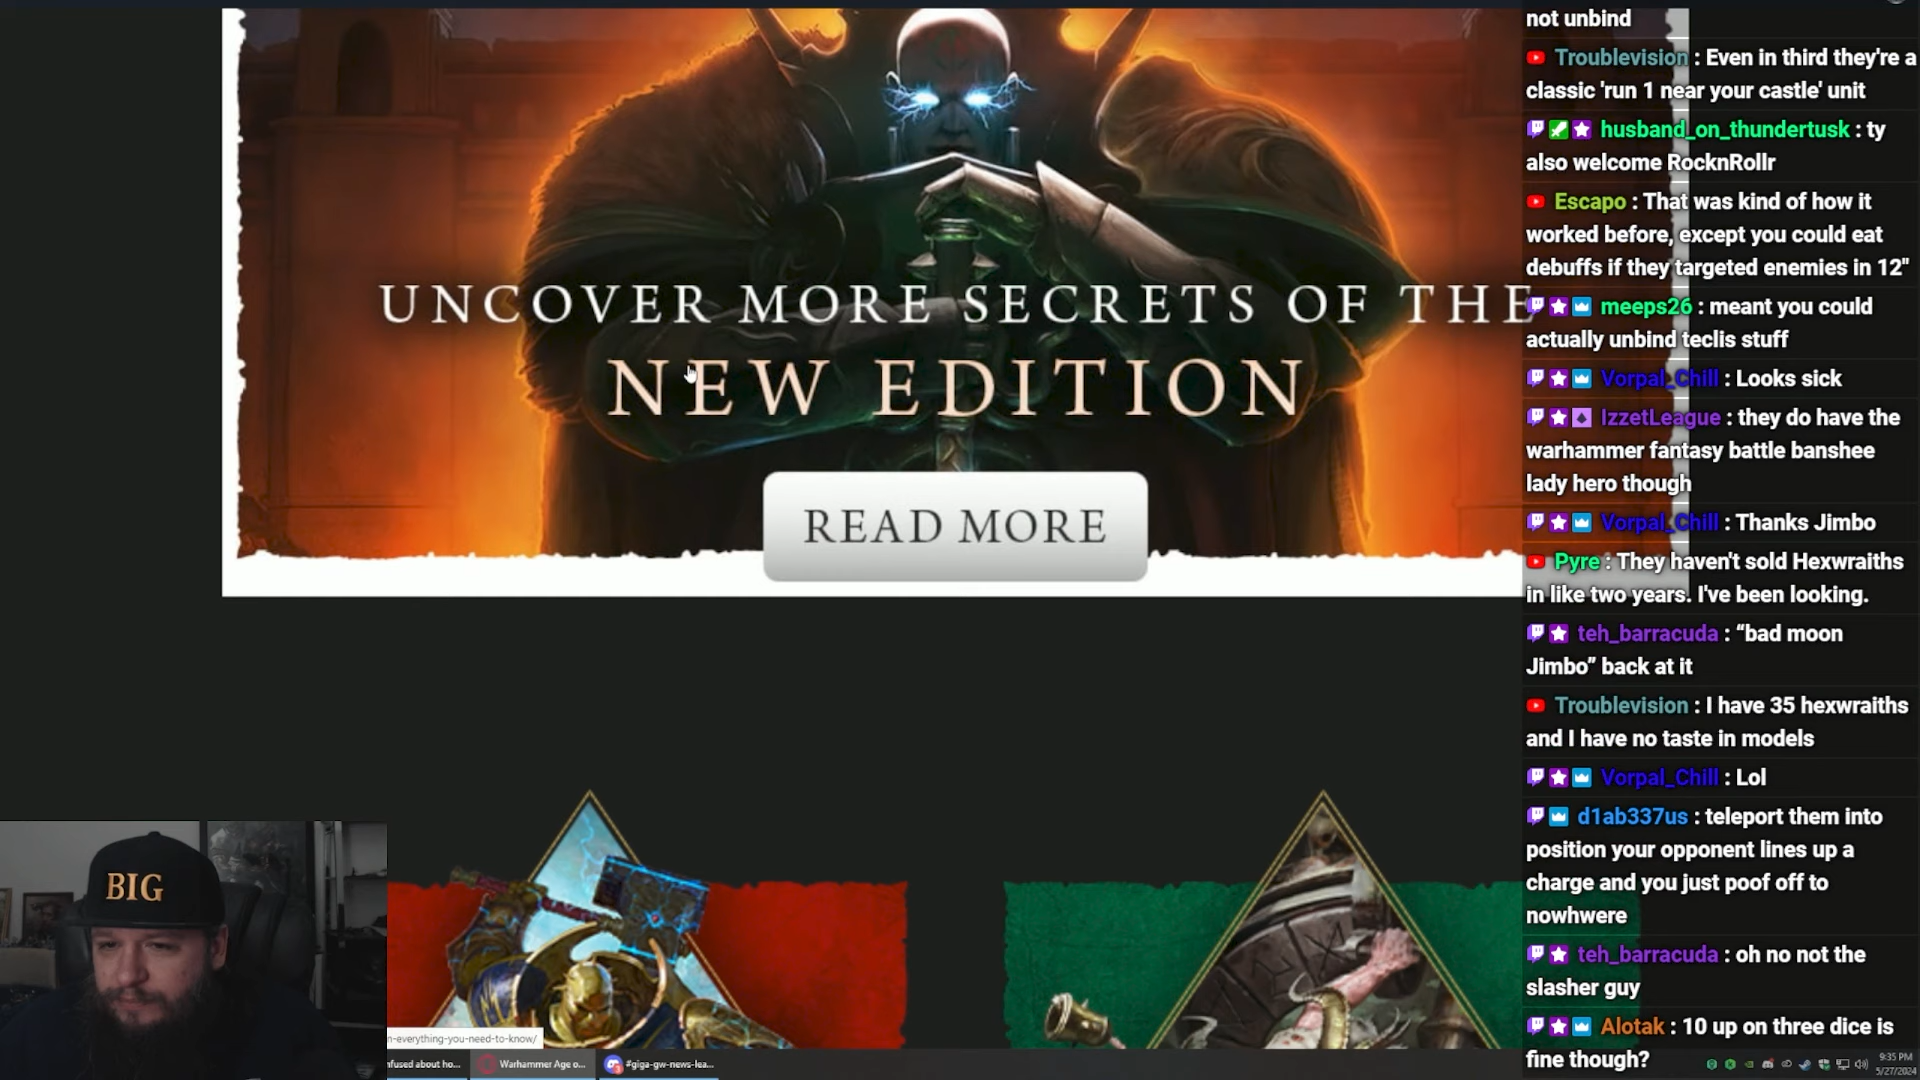 UNCOVER MORE SECRETS OF THE
NEW EDITION
READ MORE
BIG
n-everything-you-need-to-know/
nfused about ho...
Warhammer Age o...
#giga-gw-news-lea...
not unbind
Troublevision : Even in third they're a
classic 'run 1 near your castle' unit
husband_on_thundertusk : ty
also welcome RocknRollr
Escapo : That was kind of how it
worked before, except you could eat
debuffs if they targeted enemies in 12"
meeps26 : meant you could
actually unbind teclis stuff
Vorpal_Chill : Looks sick
IzzetLeague : they do have the
warhammer fantasy battle banshee
lady hero though
Vorpal_Chill : Thanks Jimbo
Pyre : They haven't sold Hexwraiths
in like two years. I've been looking.
teh_barracuda : “bad moon
Jimbo” back at it
Troublevision : I have 35 hexwraiths
and I have no taste in models
Vorpal_Chill : Lol
d1ab337us : teleport them into
position your opponent lines up a
charge and you just poof off to
nowhwere
teh_barracuda : oh no not the
slasher guy
Alotak : 10 up on three dice is
fine though?
9:35 PM
5/27/2024